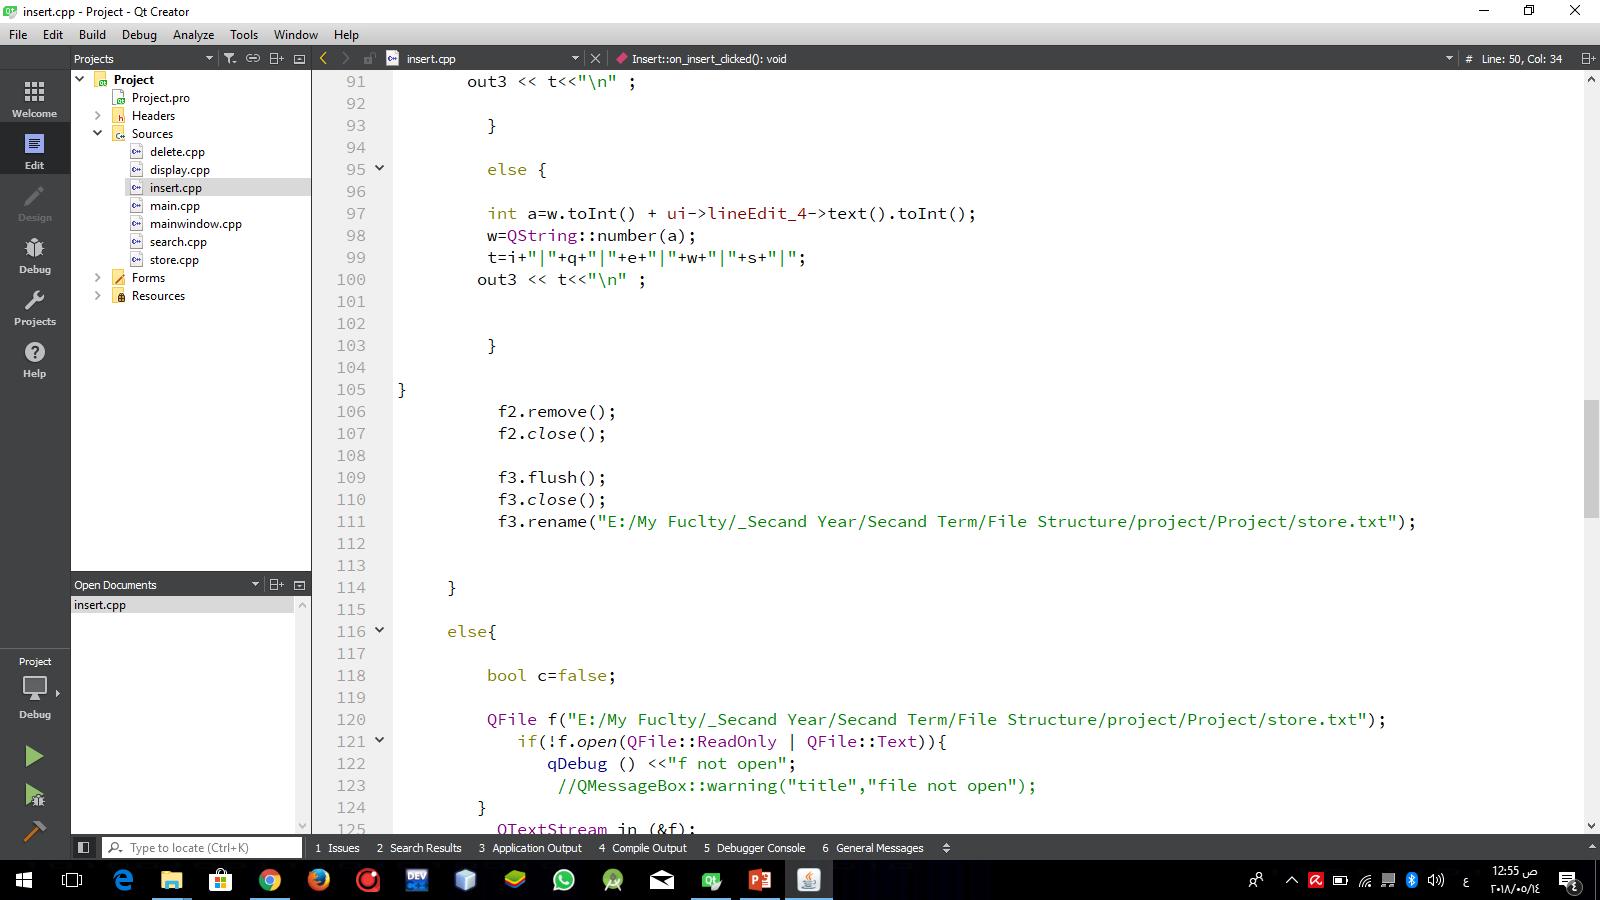 insert.cpp - Project - Qt Creator
File Edit Build Debug Analyze Tools Window Help
Projects
insert.cpp
Insert::on_insert_clicked(): void
# Line: 50, Col: 34
Welcome
Edit
Design
Debug
Projects
Help
Project
Project.pro
Headers
Sources
delete.cpp
display.cpp
insert.cpp
main.cpp
mainwindow.cpp
search.cpp
store.cpp
Forms
Resources
Open Documents
insert.cpp
Project
Debug
91 out3 << t<<"\n" ;
92
93 }
94
95 else {
96
97 int a=w.toInt() + ui->lineEdit_4->text().toInt();
98 w=QString::number(a);
99 t=i+"|"+q+"|"+e+"|"+w+"|"+s+"|";
100 out3 << t<<"\n" ;
101
102
103 }
104
105 }
106 f2.remove();
107 f2.close();
108
109 f3.flush();
110 f3.close();
111 f3.rename("E:/My Fuclty/_Secand Year/Secand Term/File Structure/project/Project/store.txt");
112
113
114 }
115
116 else{
117
118 bool c=false;
119
120 QFile f("E:/My Fuclty/_Secand Year/Secand Term/File Structure/project/Project/store.txt");
121 if(!f.open(QFile::ReadOnly | QFile::Text)){
122 qDebug () <<"f not open";
123 //QMessageBox::warning("title","file not open");
124 }
125 QTextStream in (&f);
Type to locate (Ctrl+K)
1 Issues 2 Search Results 3 Application Output 4 Compile Output 5 Debugger Console 6 General Messages
DEV
ع
12:55 ص
٢٠١٨/٠٥/١٤
٤